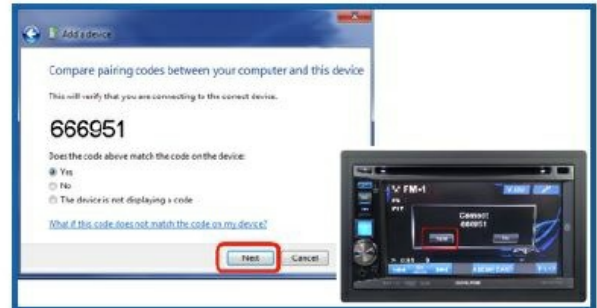 Add a device
Compare pairing codes between your computer and this device
This will verify that you are connecting to the correct device.
666951
Does the code above match the code on the device:
Yes
No
The device is not displaying a code
What if this code does not match the code on my device?
Next
Cancel
FM-1
Connect
666951